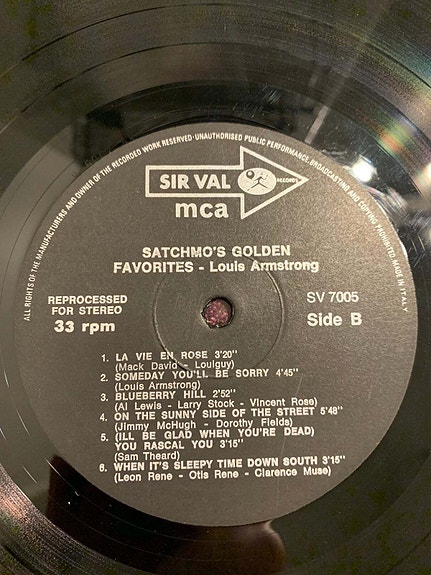 ALL RIGHTS OF THE MANUFACTURERS AND OWNER OF THE RECORDED WORK RESERVED · UNAUTHORISED PUBLIC PERFORMANCE, BROADCASTING AND COPYING PROHIBITED MADE IN ITALY
SIR VAL RECORDS
mca
SATCHMO'S GOLDEN
FAVORITES - Louis Armstrong
REPROCESSED
FOR STEREO
33 rpm
SV 7005
Side B
1. LA VIE EN ROSE 3'20''
(Mack David - Louiguy)
2. SOMEDAY YOU'LL BE SORRY 4'45''
(Louis Armstrong)
3. BLUEBERRY HILL 2'52''
(Al Lewis - Larry Stock - Vincent Rose)
4. ON THE SUNNY SIDE OF THE STREET 5'48''
(Jimmy McHugh - Dorothy Fields)
5. (ILL BE GLAD WHEN YOU'RE DEAD)
YOU RASCAL YOU 3'15''
(Sam Theard)
6. WHEN IT'S SLEEPY TIME DOWN SOUTH 3'15''
(Leon Rene - Otis Rene - Clarence Muse)